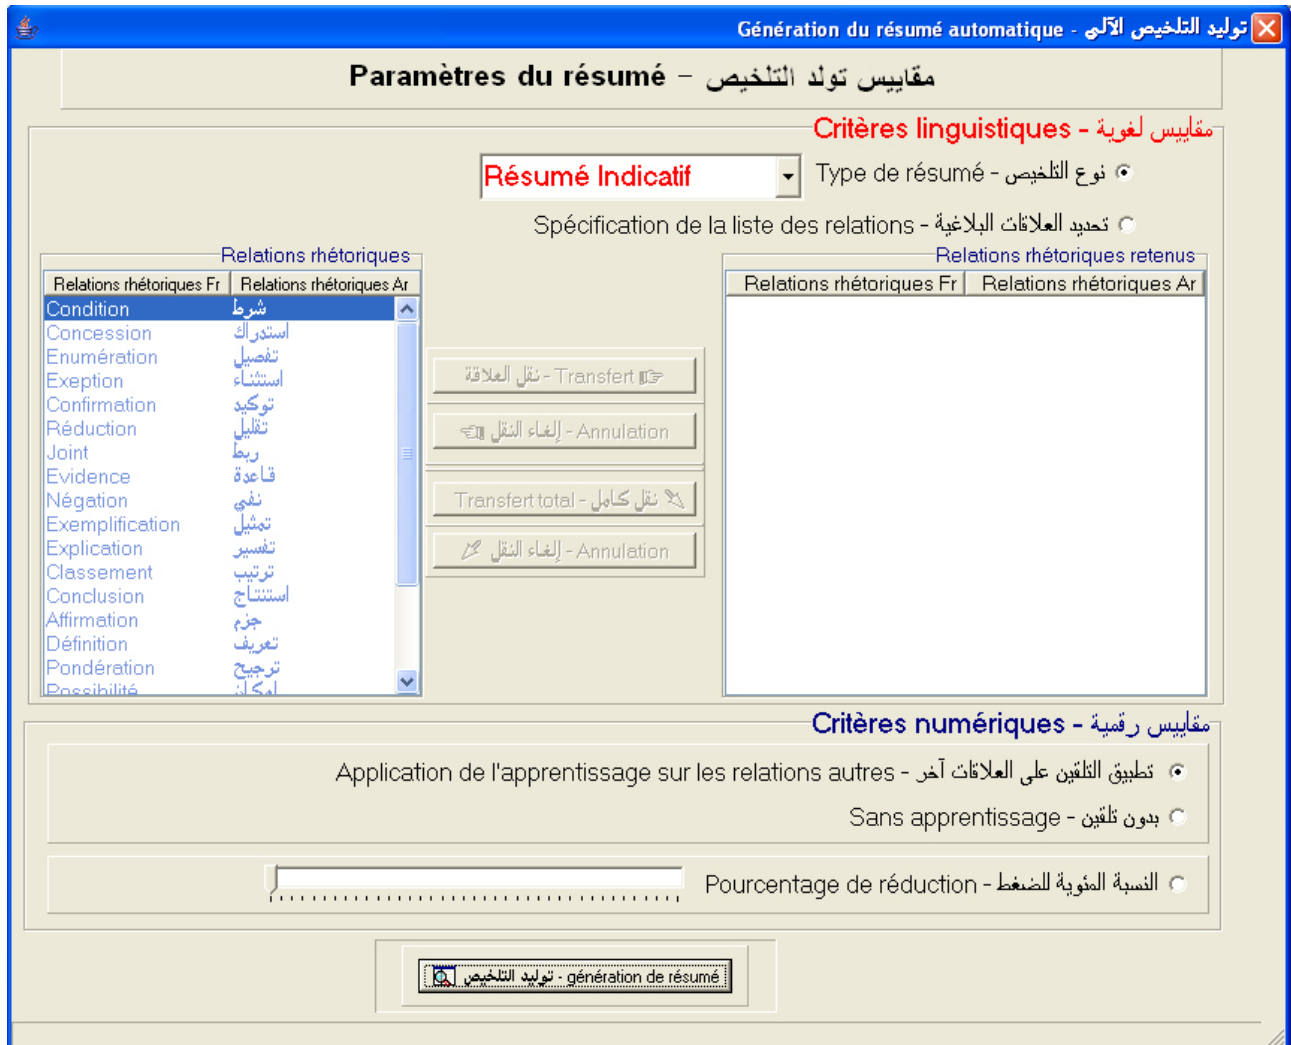 توليد التلخيص الآلي - Génération du résumé automatique
مقاييس تولد التلخيص - Paramètres du résumé
مقاييس لغوية - Critères linguistiques
نوع التلخيص - Type de résumé
Résumé Indicatif
تحديد العلاقات البلاغية - Spécification de la liste des relations
Relations rhétoriques
Relations rhétoriques Fr Relations rhétoriques Ar
Condition شرط
Concession استدراك
Enumération تفصيل
Exeption استثناء
Confirmation توكيد
Réduction تقليل
Joint ربط
Evidence قاعدة
Négation نفي
Exemplification تمثيل
Explication تفسير
Classement ترتيب
Conclusion استنتاج
Affirmation جزم
Définition تعريف
Pondération ترجيح
Possibilité إمكان
نقل العلاقة - Transfert
إلغاء النقل - Annulation
نقل كامل - Transfert total
إلغاء النقل - Annulation
Relations rhétoriques retenus
Relations rhétoriques Fr Relations rhétoriques Ar
مقاييس رقمية - Critères numériques
تطبيق التلقين على العلاقات آخر - Application de l'apprentissage sur les relations autres
بدون تلقين - Sans apprentissage
النسبة المئوية للضغط - Pourcentage de réduction
توليد التلخيص - génération de résumé